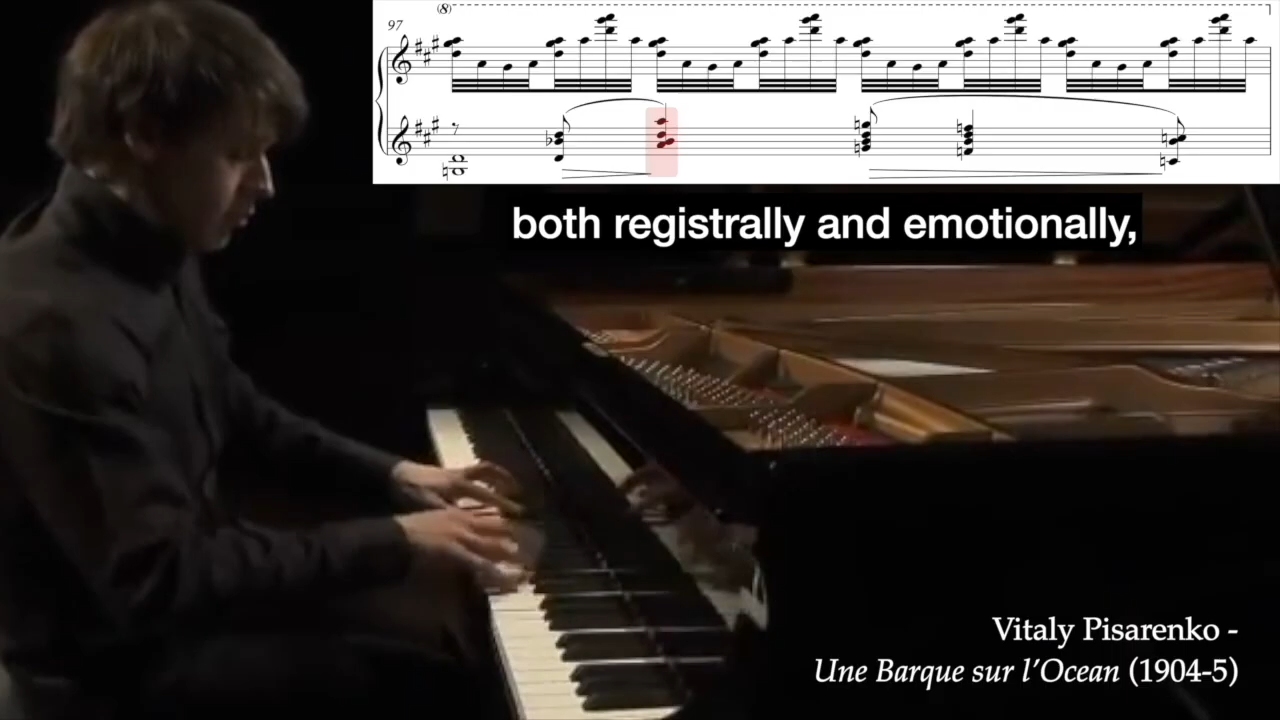 (8)
97
both registrally and emotionally,
Vitaly Pisarenko -
Une Barque sur l’Ocean (1904-5)